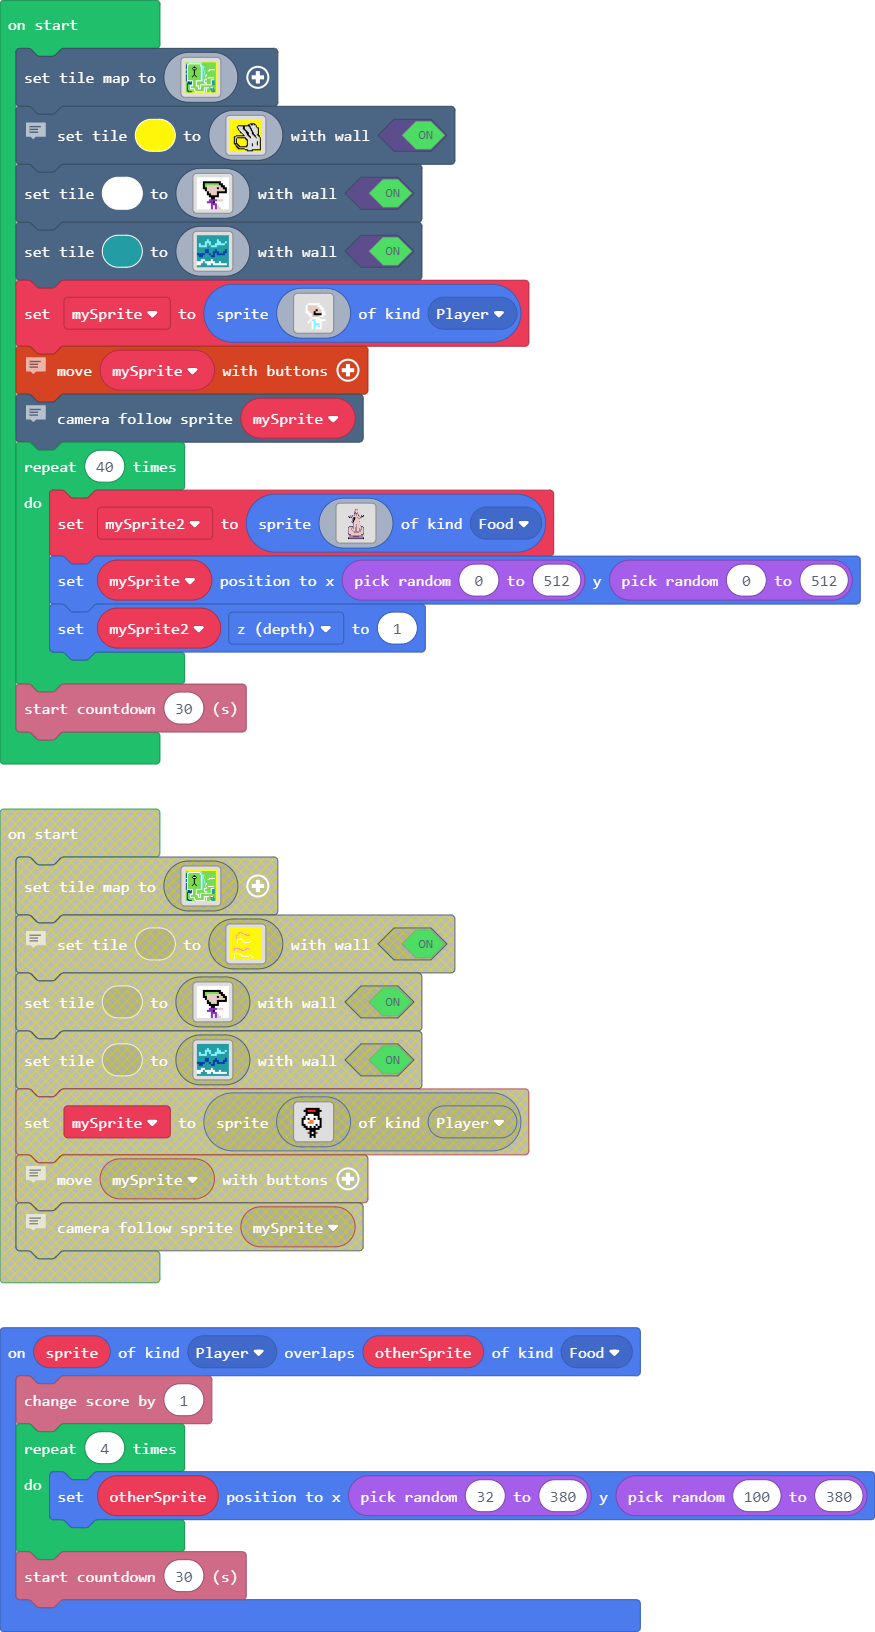 on start
set tile map to
set tile to with wall ON
set tile to with wall ON
set tile to with wall ON
set mySprite to sprite of kind Player
move mySprite with buttons
camera follow sprite mySprite
repeat 40 times
do
set mySprite2 to sprite of kind Food
set mySprite position to x pick random 0 to 512 y pick random 0 to 512
set mySprite2 z (depth) to 1
start countdown 30 (s)
on start
set tile map to
set tile to with wall ON
set tile to with wall ON
set tile to with wall ON
set mySprite to sprite of kind Player
move mySprite with buttons
camera follow sprite mySprite
on sprite of kind Player overlaps otherSprite of kind Food
change score by 1
repeat 4 times
do
set otherSprite position to x pick random 32 to 380 y pick random 100 to 380
start countdown 30 (s)